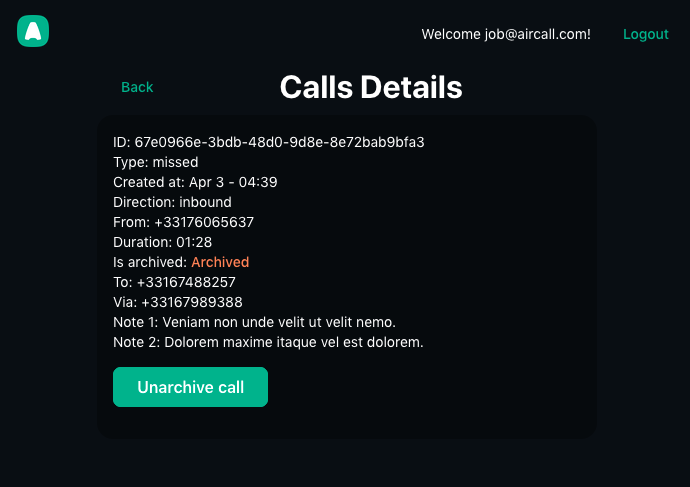 Welcome job@aircall.com!
Logout
Back
Calls Details
ID: 67e0966e-3bdb-48d0-9d8e-8e72bab9bfa3
Type: missed
Created at: Apr 3 - 04:39
Direction: inbound
From: +33176065637
Duration: 01:28
Is archived: Archived
To: +33167488257
Via: +33167989388
Note 1: Veniam non unde velit ut velit nemo.
Note 2: Dolorem maxime itaque vel est dolorem.
Unarchive call